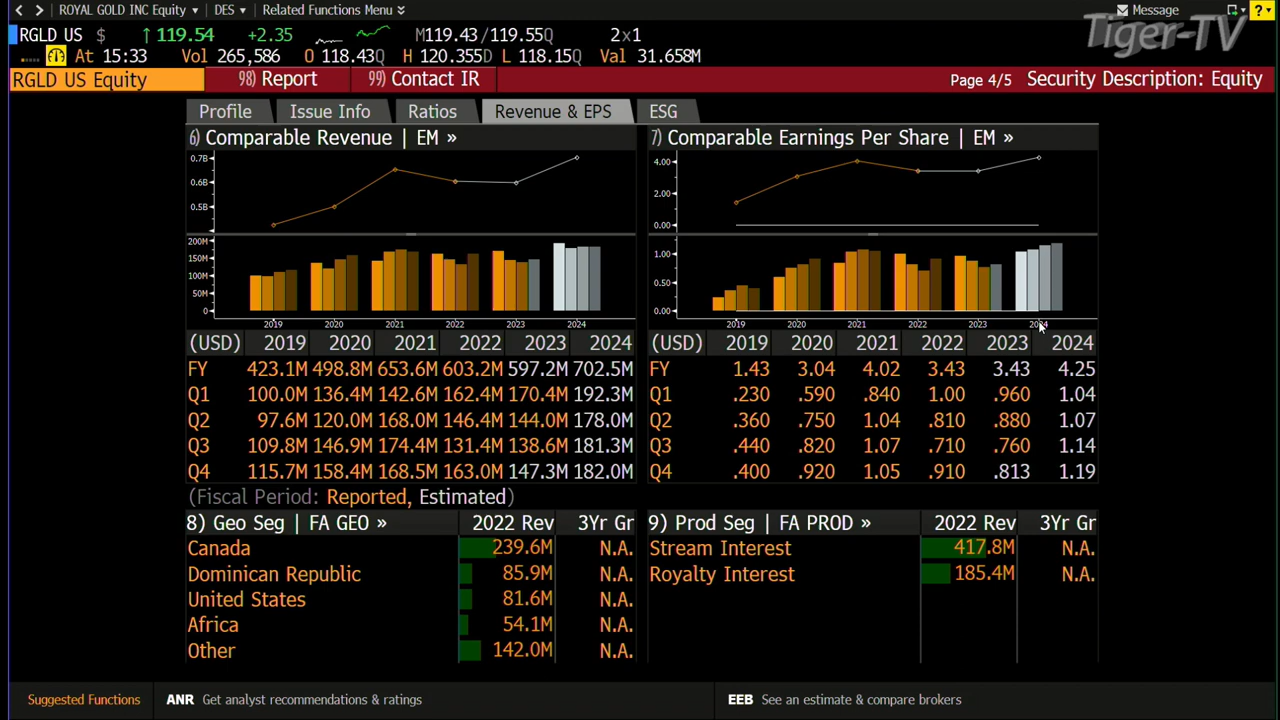 < > ROYAL GOLD INC Equity ▾ DES ▾ Related Functions Menu Message ?
Tiger-TV
RGLD US $ ↑ 119.54 +2.35 M119.43/119.55Q 2×1
At 15:33 Vol 265,586 O 118.43Q H 120.355D L 118.15Q Val 31.658M
RGLD US Equity 98) Report 99) Contact IR Page 4/5 Security Description: Equity
Profile Issue Info Ratios Revenue & EPS ESG
6) Comparable Revenue | EM »
0.7B
0.6B
0.5B
200M
150M
100M
50M
0
2019 2020 2021 2022 2023 2024
(USD) 2019 2020 2021 2022 2023 2024
FY 423.1M 498.8M 653.6M 603.2M 597.2M 702.5M
Q1 100.0M 136.4M 142.6M 162.4M 170.4M 192.3M
Q2 97.6M 120.0M 168.0M 146.4M 144.0M 178.0M
Q3 109.8M 146.9M 174.4M 131.4M 138.6M 181.3M
Q4 115.7M 158.4M 168.5M 163.0M 147.3M 182.0M
7) Comparable Earnings Per Share | EM »
4.00
2.00
0.00
1.00
0.50
0.00
2019 2020 2021 2022 2023 2024
(USD) 2019 2020 2021 2022 2023 2024
FY 1.43 3.04 4.02 3.43 3.43 4.25
Q1 .230 .590 .840 1.00 .960 1.04
Q2 .360 .750 1.04 .810 .880 1.07
Q3 .440 .820 1.07 .710 .760 1.14
Q4 .400 .920 1.05 .910 .813 1.19
(Fiscal Period: Reported, Estimated)
8) Geo Seg | FA GEO » 2022 Rev 3Yr Gr
Canada 239.6M N.A.
Dominican Republic 85.9M N.A.
United States 81.6M N.A.
Africa 54.1M N.A.
Other 142.0M N.A.
9) Prod Seg | FA PROD » 2022 Rev 3Yr Gr
Stream Interest 417.8M N.A.
Royalty Interest 185.4M N.A.
Suggested Functions ANR Get analyst recommendations & ratings EEB See an estimate & compare brokers